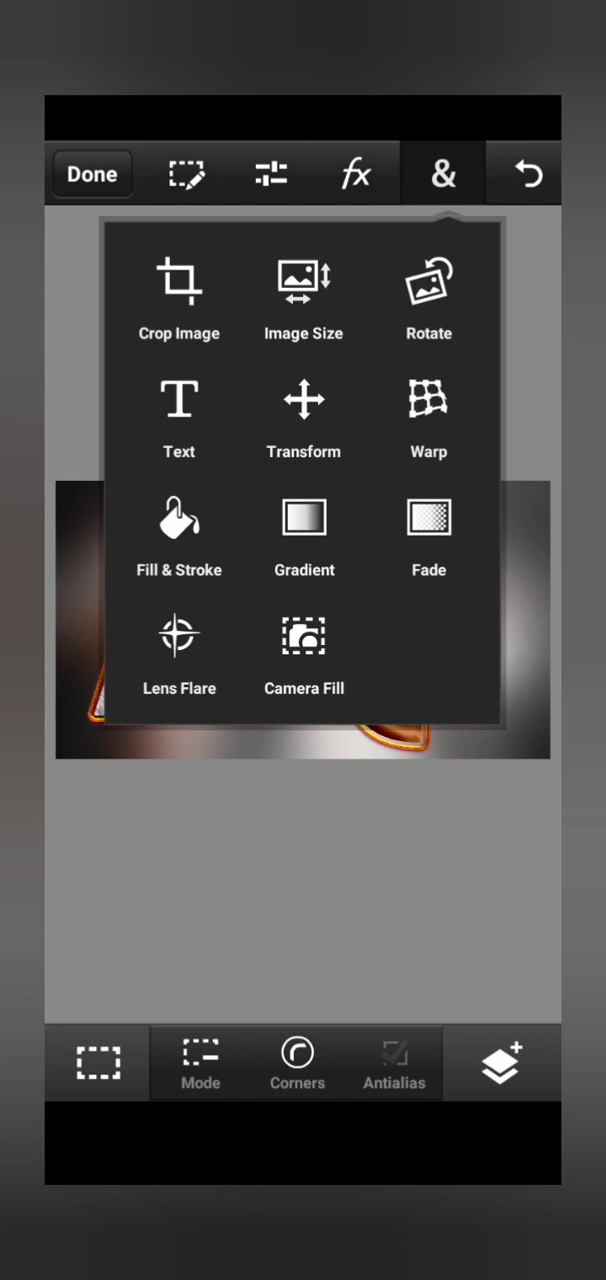 Done fx &
Crop Image Image Size Rotate
Text Transform Warp
Fill & Stroke Gradient Fade
Lens Flare Camera Fill
Mode Corners Antialias